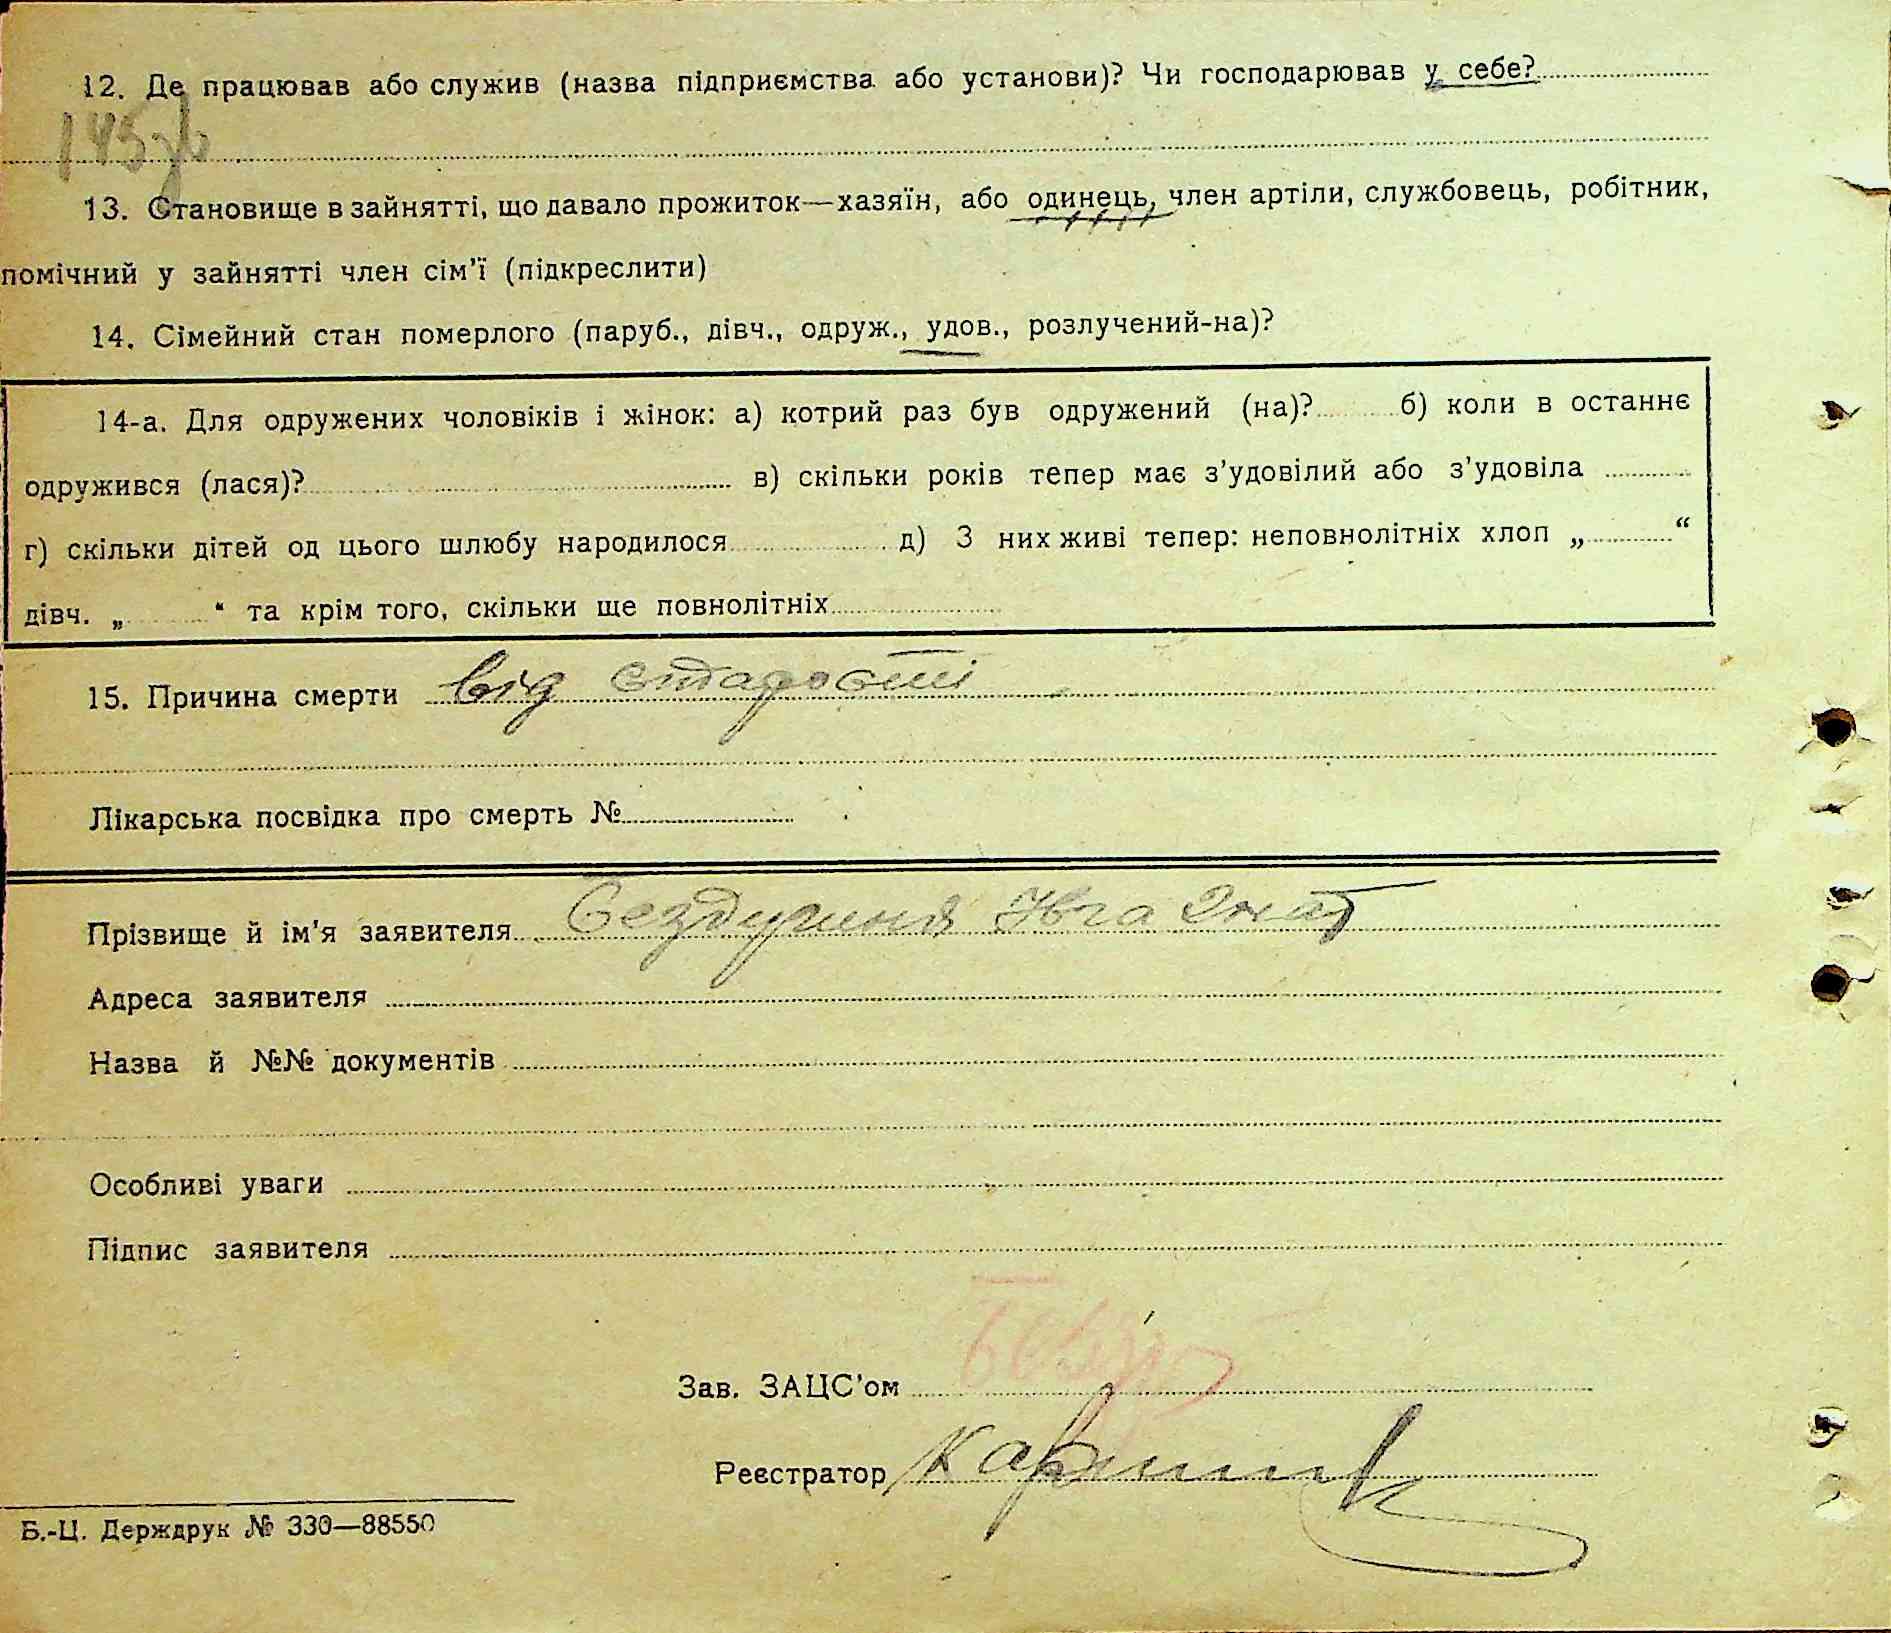 12. Де працював або служив (назва підприємства або установи)? Чи господарював у себе?
145зв
13. Становище в зайнятті, що давало прожиток—хазяїн, або одинець, член артіли, службовець, робітник,
помічний у зайнятті член сім'ї (підкреслити)
14. Сімейний стан померлого (паруб., дівч., одруж., удов., розлучений-на)?
14-а. Для одружених чоловіків і жінок: а) котрий раз був одружений (на)? б) коли в останнє
одружився (лася)? в) скільки років тепер має з'удовілий або з'удовіла
г) скільки дітей од цього шлюбу народилося д) З них живі тепер: неповнолітніх хлоп „ “
дівч. „ “ та крім того, скільки ще повнолітніх
15. Причина смерти від старости
Лікарська посвідка про смерть №
Прізвище й ім'я заявителя
Адреса заявителя
Назва й №№ документів
Особливі уваги
Підпис заявителя
Зав. ЗАЦС'ом
Реєстратор
Б.-Ц. Держдрук № 330—88550